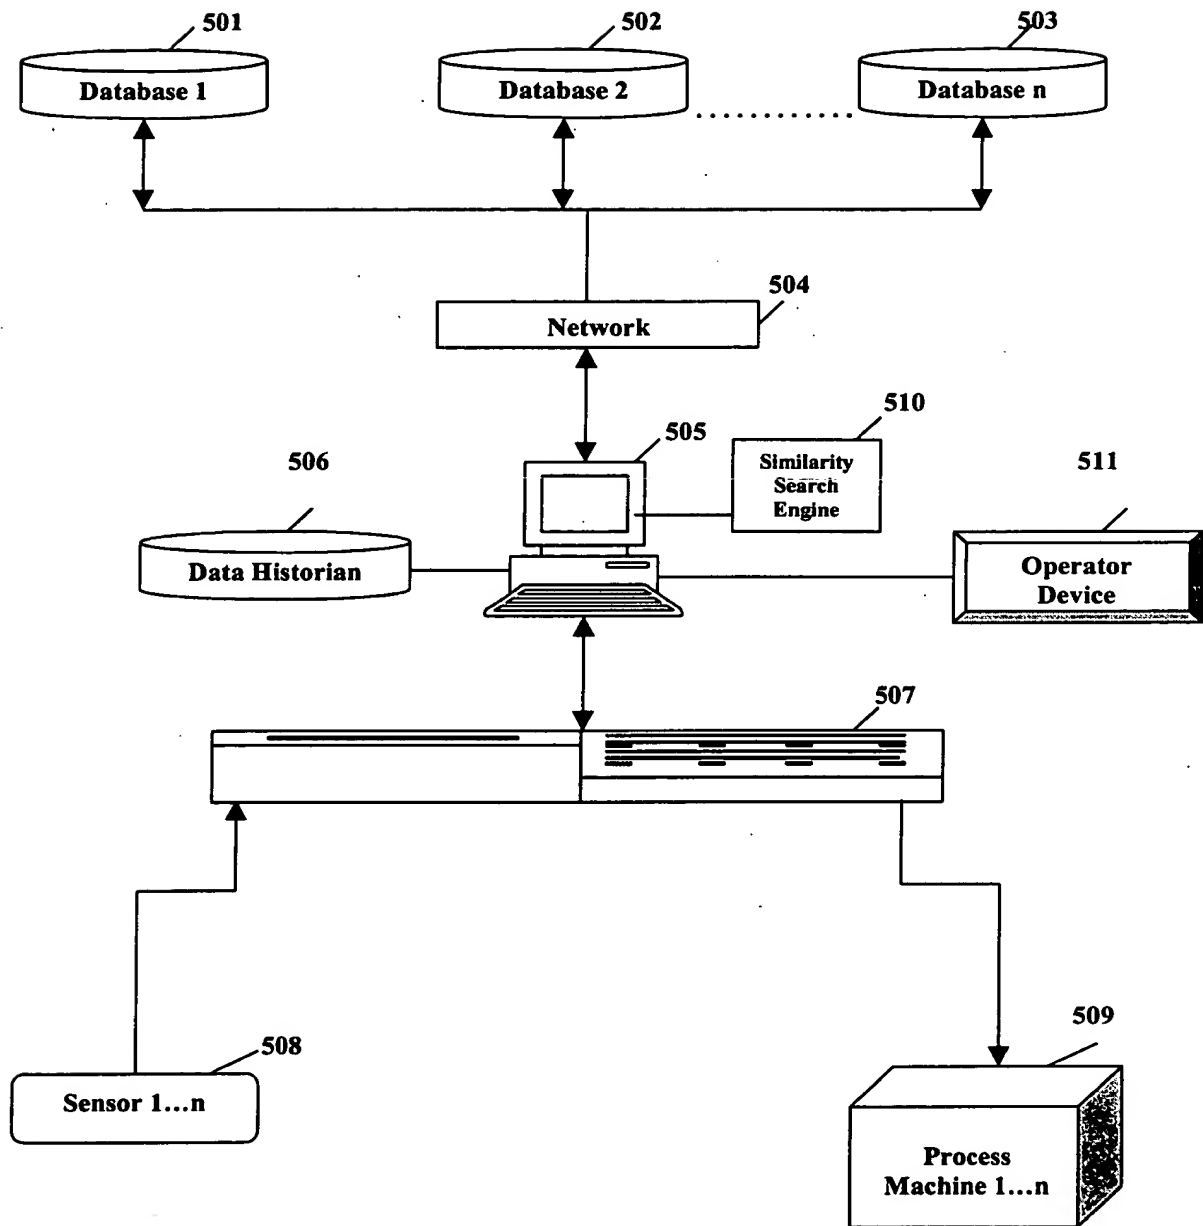 501
502
503
Database 1
Database 2
Database n
504
Network
505
510
506
511
Similarity
Search
Engine
Data Historian
Operator
Device
507
508
509
Sensor 1...n
Process
Machine 1...n